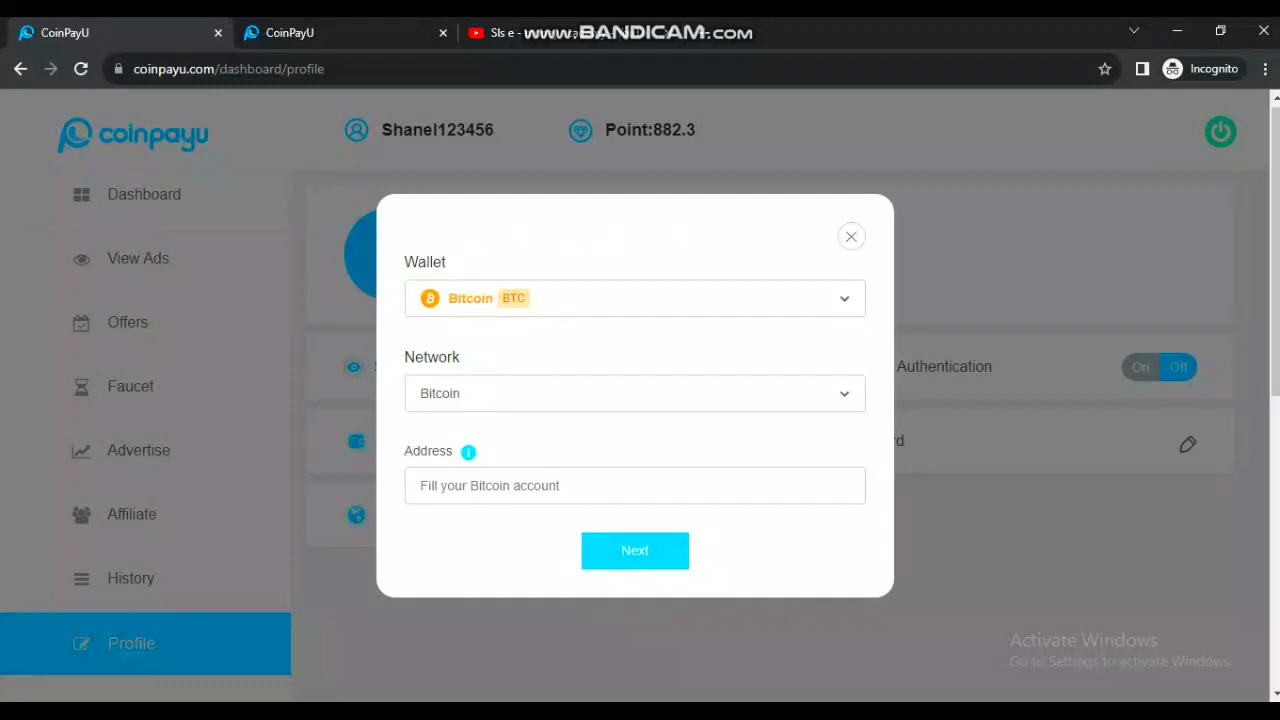 CoinPayU
CoinPayU
www.BANDICAM.com
coinpayu.com/dashboard/profile
Incognito
coinpayu
Shanel123456
Point:882.3
Dashboard
View Ads
Offers
Faucet
Advertise
Affiliate
History
Profile
Wallet
Bitcoin BTC
Network
Bitcoin
Address
Fill your Bitcoin account
Next
Authentication
On Off
Activate Windows
Go to Settings to activate Windows.